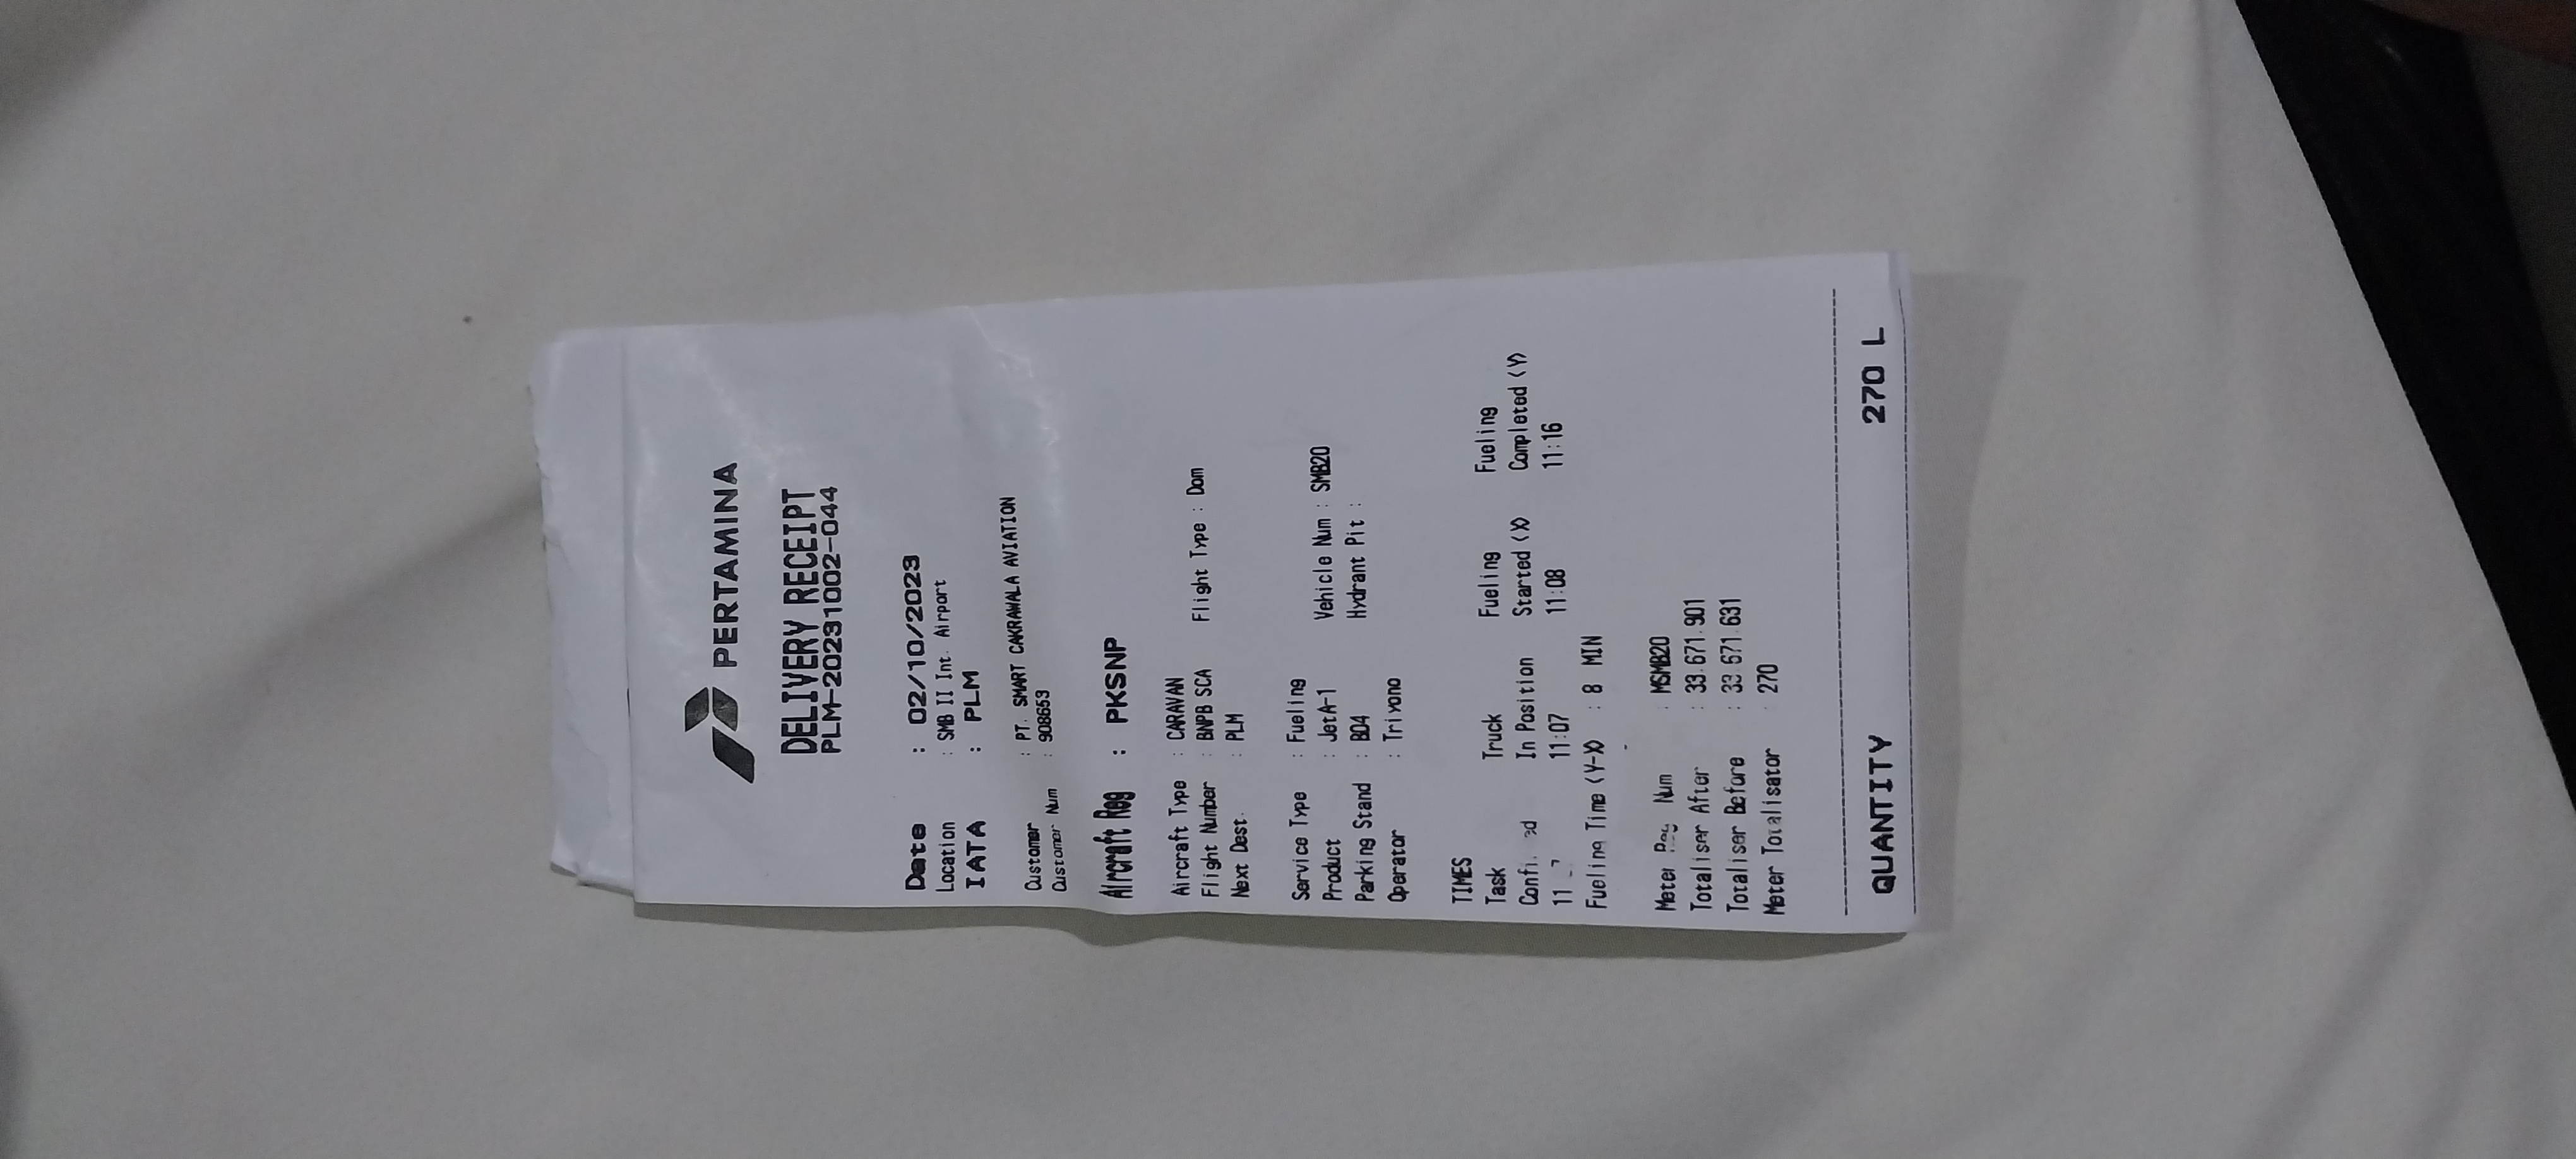 PERTAMINA
DELIVERY RECEIPT
PLM-20231002-044
Date : 02/10/2023
Location : SMB II Int. Airport
IATA : PLM
Customer : PT. SMART CAKRAWALA AVIATION
Customer Num : 908653
Aircraft Reg : PKSNP
Aircraft Type : CARAVAN
Flight Number : BNPB SCA Flight Type : Dom
Next Dest. : PLM
Service Type : Fueling
Product : JetA-1 Vehicle Num : SMB20
Parking Stand : B04 Hydrant Pit :
Operator : Triyono
TIMES
Task Truck Fueling Fueling
In Position Started (X) Completed (Y)
11:07 11:08 11:16
Fueling Time (Y-X) : 8 MIN
Meter Num : MSMB20
Totaliser After : 33.671.901
Totaliser Before : 33.671.631
Meter Totalisator : 270
QUANTITY 270 L